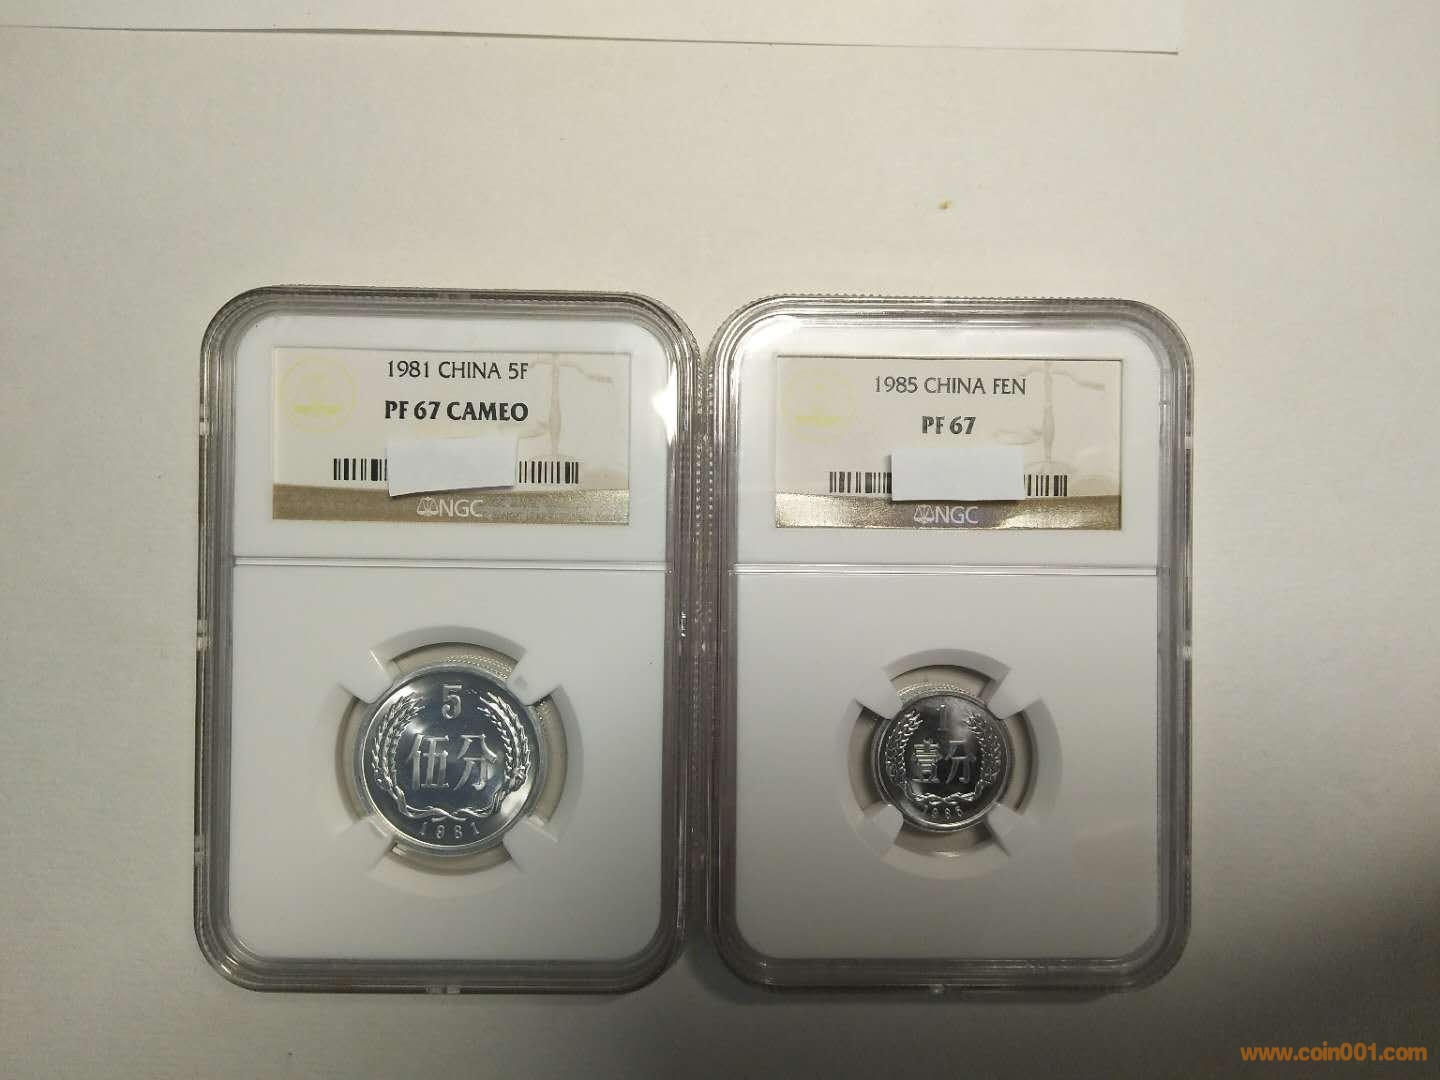 1981 CHINA 5F
PF 67 CAMEO
NGC
5
伍分
1981
1985 CHINA FEN
PF 67
NGC
1
壹分
1985
www.coin001.com